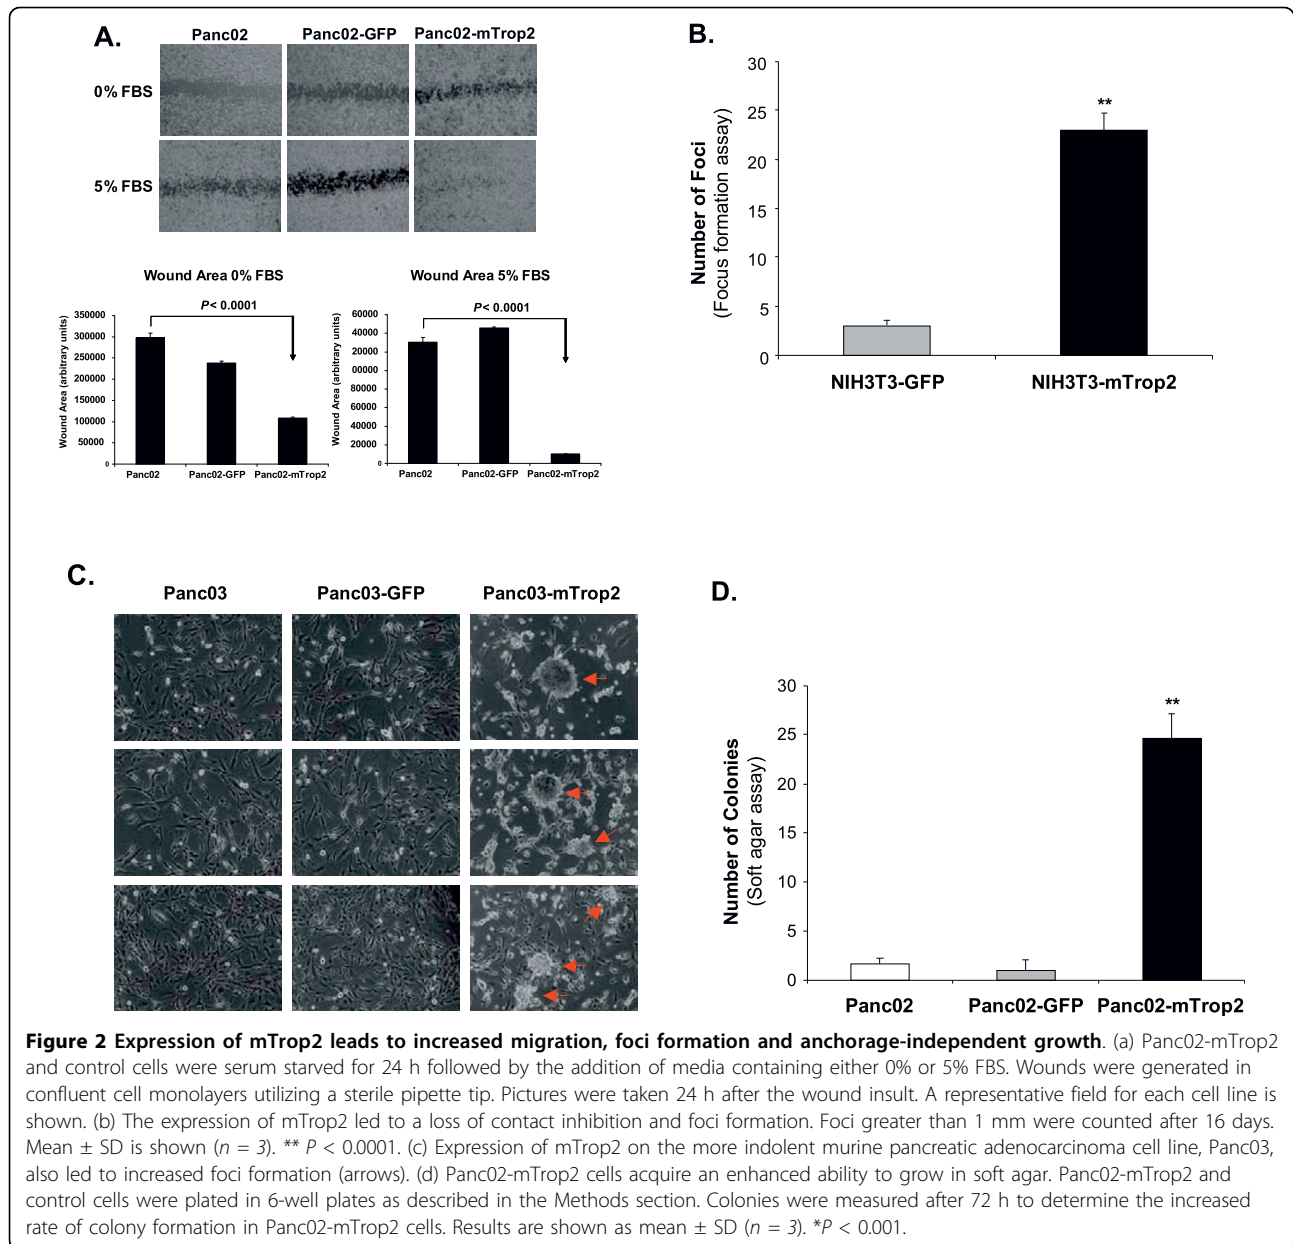 A.
Panc02 Panc02-GFP Panc02-mTrop2
0% FBS
5% FBS
Wound Area 0% FBS
Wound Area (arbitrary units)
350000
300000
250000
200000
150000
100000
50000
0
P< 0.0001
Panc02 Panc02-GFP Panc02-mTrop2
Wound Area 5% FBS
Wound Area (arbitrary units)
60000
40000
20000
00000
80000
60000
40000
20000
0
P< 0.0001
Panc02 Panc02-GFP Panc02-mTrop2
B.
Number of Foci
(Focus formation assay)
30
25
20
15
10
5
0
**
NIH3T3-GFP NIH3T3-mTrop2
C.
Panc03 Panc03-GFP Panc03-mTrop2
D.
Number of Colonies
(Soft agar assay)
30
25
20
15
10
5
0
**
Panc02 Panc02-GFP Panc02-mTrop2
Figure 2 Expression of mTrop2 leads to increased migration, foci formation and anchorage-independent growth. (a) Panc02-mTrop2
and control cells were serum starved for 24 h followed by the addition of media containing either 0% or 5% FBS. Wounds were generated in
confluent cell monolayers utilizing a sterile pipette tip. Pictures were taken 24 h after the wound insult. A representative field for each cell line is
shown. (b) The expression of mTrop2 led to a loss of contact inhibition and foci formation. Foci greater than 1 mm were counted after 16 days.
Mean ± SD is shown (n = 3). ** P < 0.0001. (c) Expression of mTrop2 on the more indolent murine pancreatic adenocarcinoma cell line, Panc03,
also led to increased foci formation (arrows). (d) Panc02-mTrop2 cells acquire an enhanced ability to grow in soft agar. Panc02-mTrop2 and
control cells were plated in 6-well plates as described in the Methods section. Colonies were measured after 72 h to determine the increased
rate of colony formation in Panc02-mTrop2 cells. Results are shown as mean ± SD (n = 3). *P < 0.001.